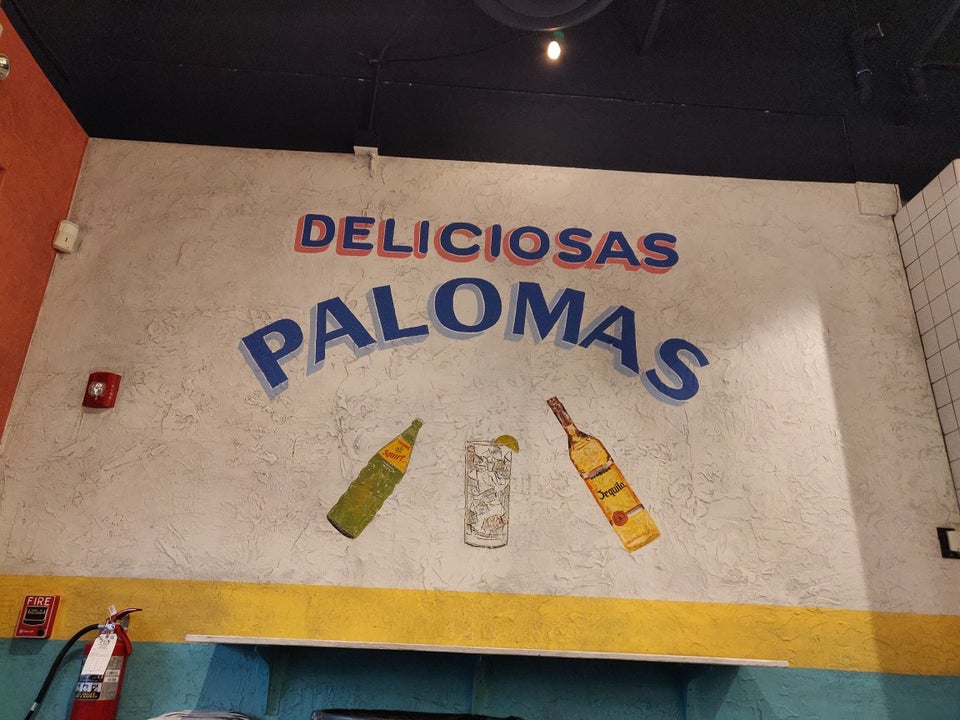 DELICIOSAS
PALOMAS
Squirt
Tequila
FIRE